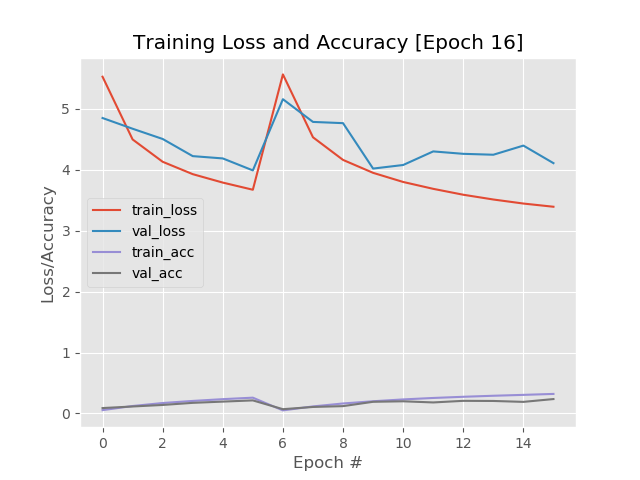 Training Loss and Accuracy [Epoch 16]
Loss/Accuracy
5
4
3
2
1
0
train_loss
val_loss
train_acc
val_acc
0 2 4 6 8 10 12 14
Epoch #